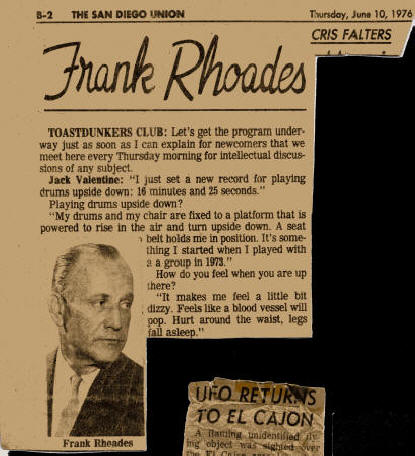 B-2 THE SAN DIEGO UNION
Thursday, June 10, 1976
CRIS FALTERS
Frank Rhoades
TOASTDUNKERS CLUB: Let's get the program under-
way just as soon as I can explain for newcomers that we
meet here every Thursday morning for intellectual discus-
sions of any subject.
Jack Valentine: "I just set a new record for playing
drums upside down: 16 minutes and 25 seconds."
Playing drums upside down?
"My drums and my chair are fixed to a platform that is
powered to rise in the air and turn upside down. A seat
belt holds me in position. It's some-
thing I started when I played with
a a group in 1973."
How do you feel when you are up
there?
"It makes me feel a little bit
dizzy. Feels like a blood vessel will
pop. Hurt around the waist, legs
fall asleep."
Frank Rhoades
UFO RETURNS
TO EL CAJON
A flaming unidentified fly-
ing object was sighted over
the El Cajon